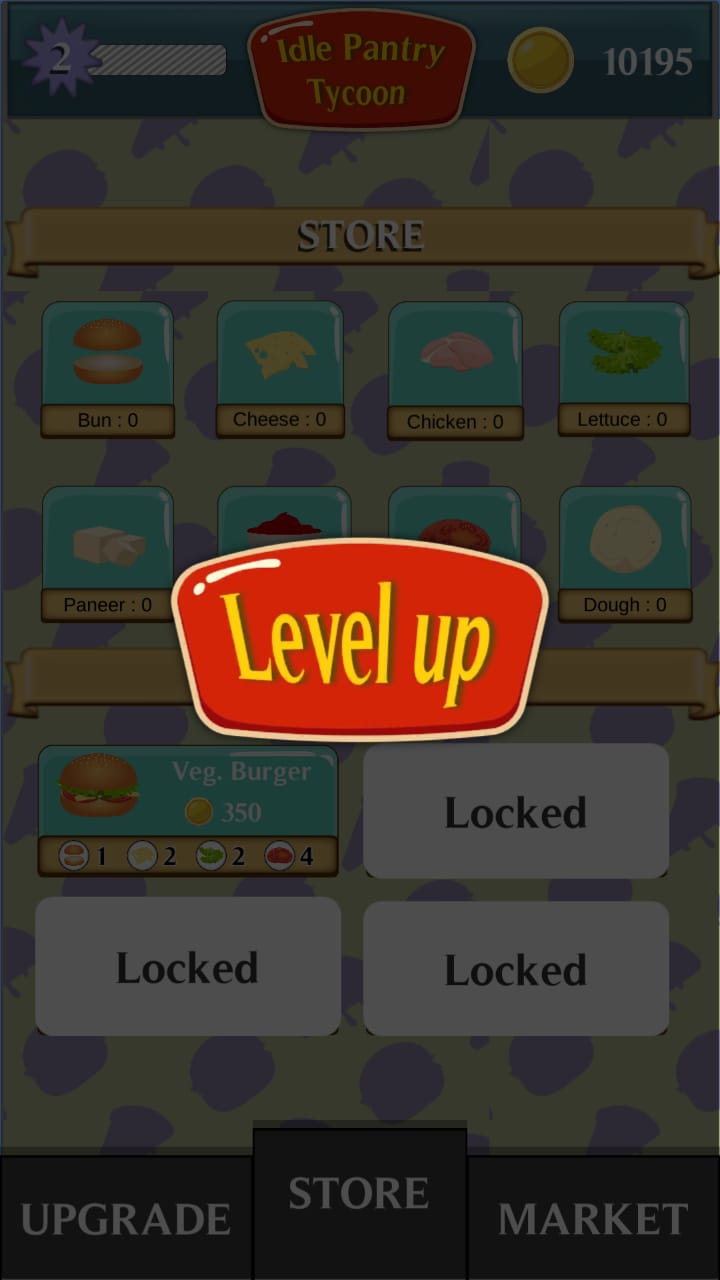 2
Idle Pantry
Tycoon
10195
STORE
Bun : 0
Cheese : 0
Chicken : 0
Lettuce : 0
Paneer : 0
Dough : 0
Level up
Veg. Burger
350
1
2
2
4
Locked
Locked
Locked
UPGRADE
STORE
MARKET